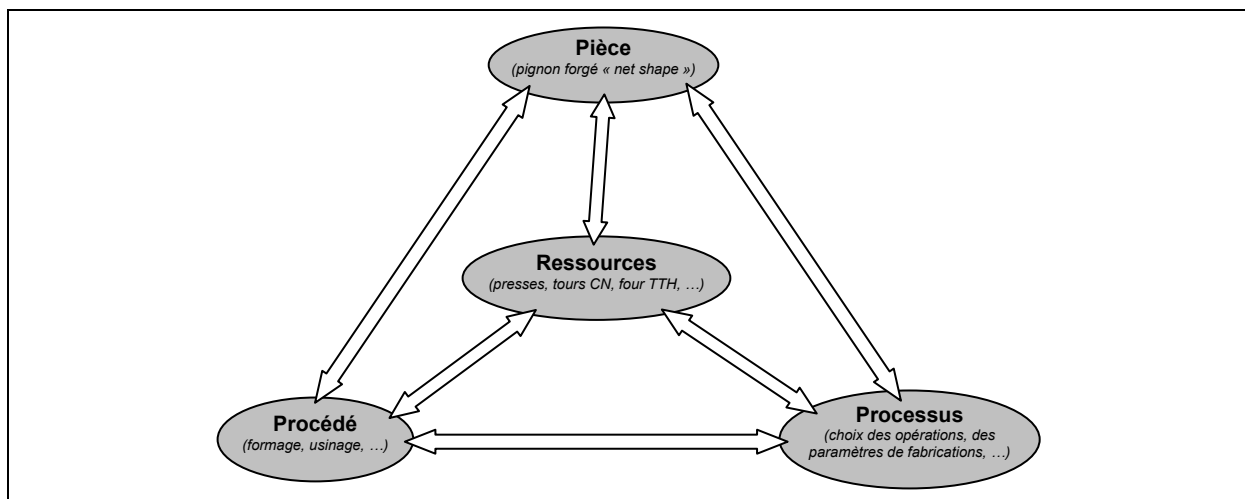 Pièce
(pignon forgé « net shape »)
Ressources
(presses, tours CN, four TTH, …)
Procédé
(formage, usinage, …)
Processus
(choix des opérations, des
paramètres de fabrications, …)